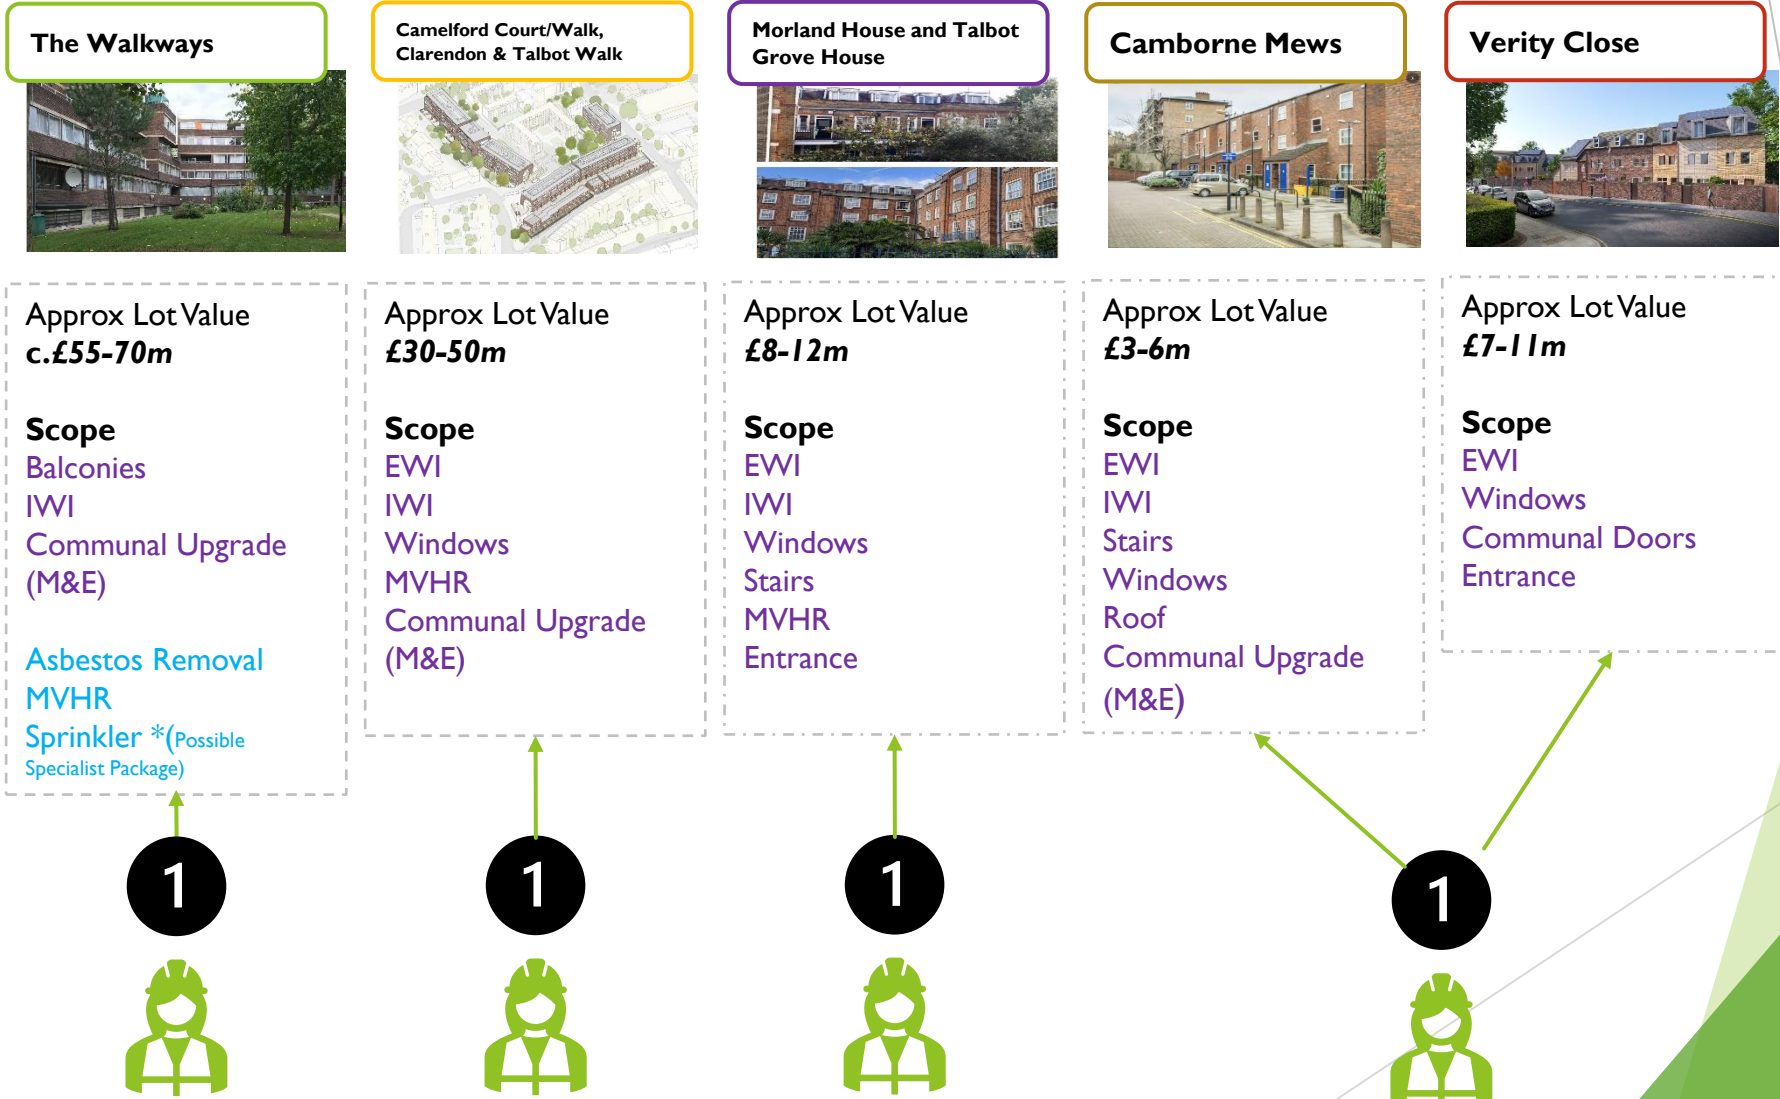 The Walkways
Camelford Court/Walk,
Clarendon & Talbot Walk
Morland House and Talbot
Grove House
Camborne Mews
Verity Close
Approx Lot Value
c.£55-70m
Scope
Balconies
IWI
Communal Upgrade
(M&E)
Asbestos Removal
MVHR
Sprinkler *(Possible
Specialist Package)
Approx Lot Value
£30-50m
Scope
EWI
IWI
Windows
MVHR
Communal Upgrade
(M&E)
Approx Lot Value
£8-12m
Scope
EWI
IWI
Windows
Stairs
MVHR
Entrance
Approx Lot Value
£3-6m
Scope
EWI
IWI
Stairs
Windows
Roof
Communal Upgrade
(M&E)
Approx Lot Value
£7-11m
Scope
EWI
Windows
Communal Doors
Entrance
1
1
1
1